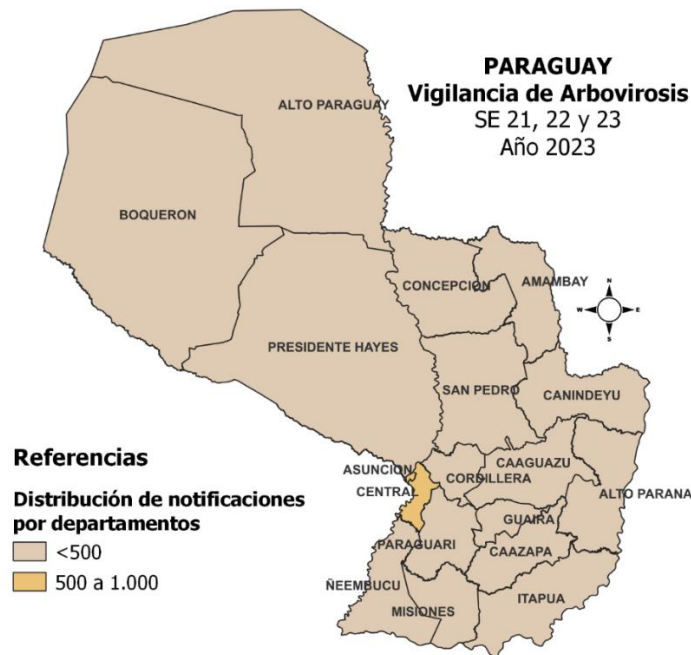 PARAGUAY
Vigilancia de Arbovirosis
SE 21, 22 y 23
Año 2023
ALTO PARAGUAY
BOQUERON
CONCEPCION
AMAMBAY
N
W
E
S
PRESIDENTE HAYES
SAN PEDRO
CANINDEYU
ASUNCION
CENTRAL
CORDILLERA
CAAGUAZU
ALTO PARANA
GUAIRA
PARAGUARI
CAAZAPA
ÑEEMBUCU
MISIONES
ITAPUA
Referencias
Distribución de notificaciones
por departamentos
<500
500 a 1.000